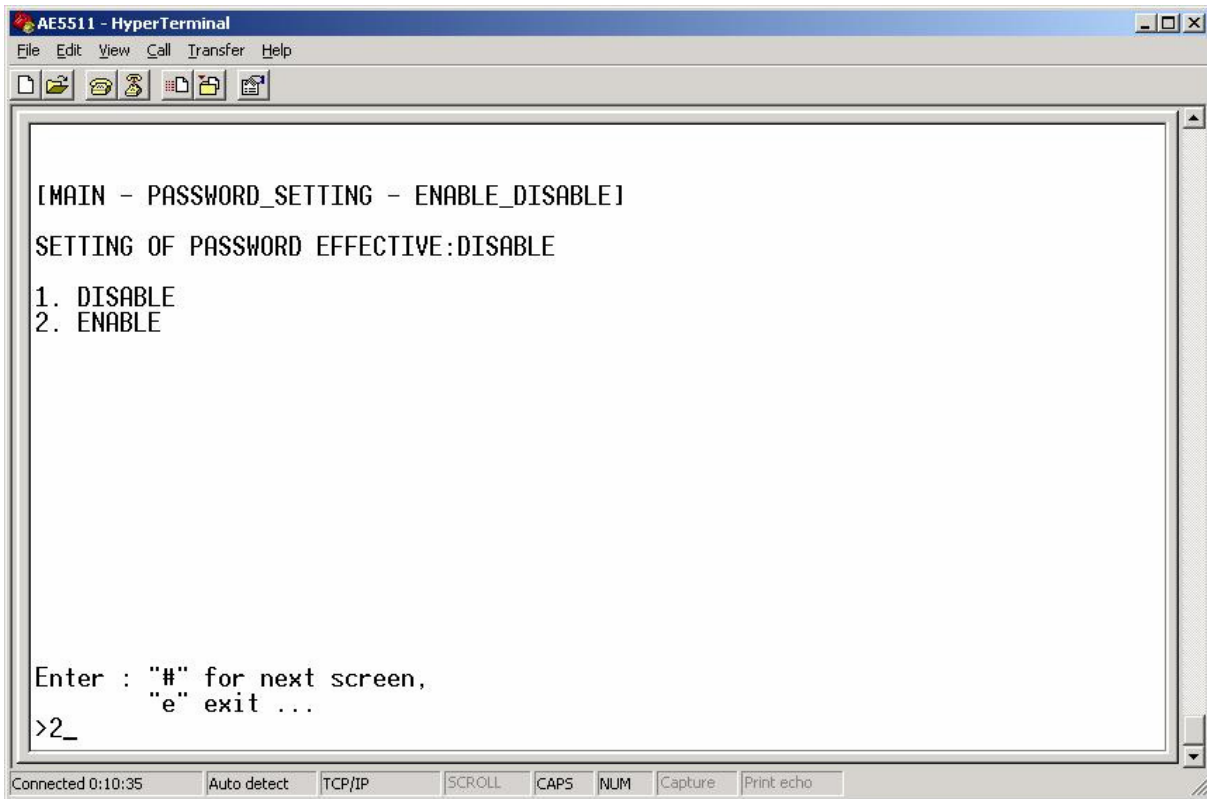 AE5511 - HyperTerminal
File Edit View Call Transfer Help
[MAIN - PASSWORD_SETTING - ENABLE_DISABLE]
SETTING OF PASSWORD EFFECTIVE:DISABLE
1. DISABLE
2. ENABLE
Enter : "#" for next screen,
"e" exit ...
>2_
Connected 0:10:35 Auto detect TCP/IP SCROLL CAPS NUM Capture Print echo